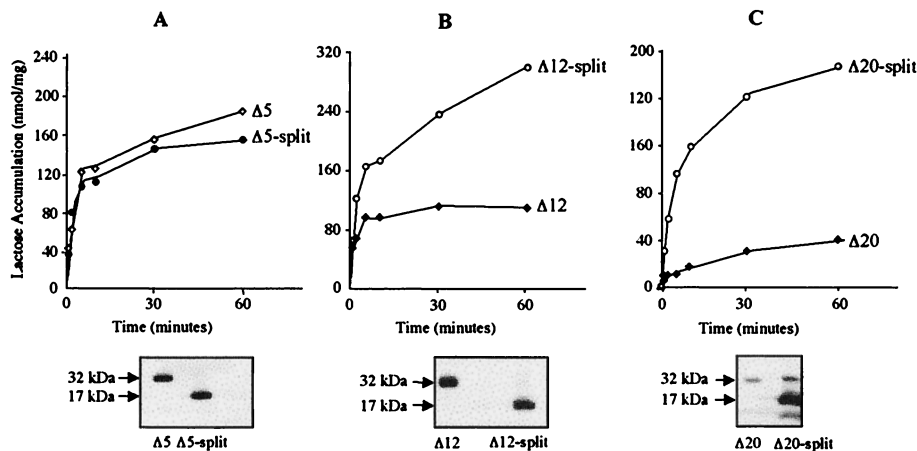 A
B
C
Lactose Accumulation (nmol/mg)
240
200
160
120
80
40
0
0
30
60
Time (minutes)
Δ5
Δ5-split
320
240
160
80
0
0
30
60
Time (minutes)
Δ12-split
Δ12
200
120
160
80
40
0
0
30
60
Time (minutes)
Δ20-split
Δ20
32 kDa
17 kDa
Δ5 Δ5-split
32 kDa
17 kDa
Δ12 Δ12-split
32 kDa
17 kDa
Δ20 Δ20-split